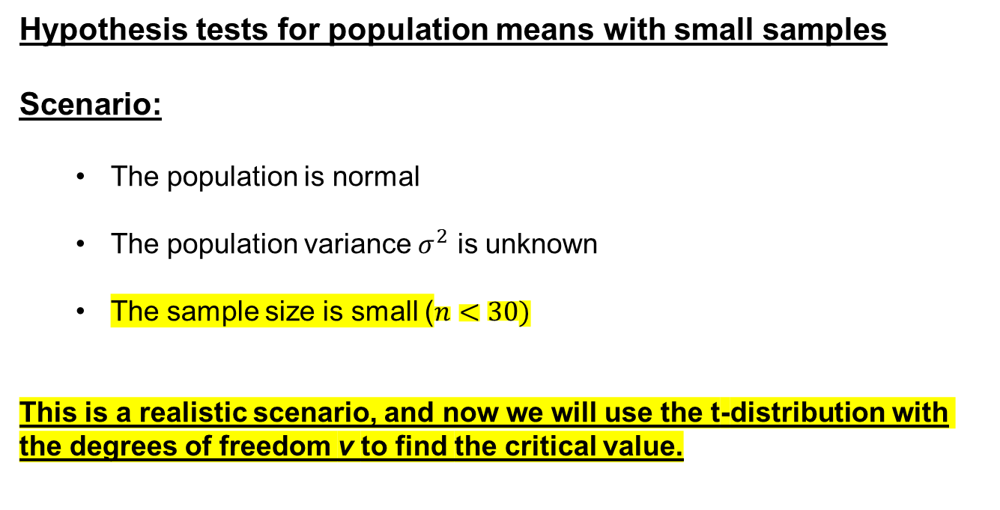 Hypothesis tests for population means with small samples
Scenario:
• The population is normal
• The population variance 𝜎² is unknown
• The sample size is small (𝑛 < 30)
This is a realistic scenario, and now we will use the t-distribution with
the degrees of freedom v to find the critical value.